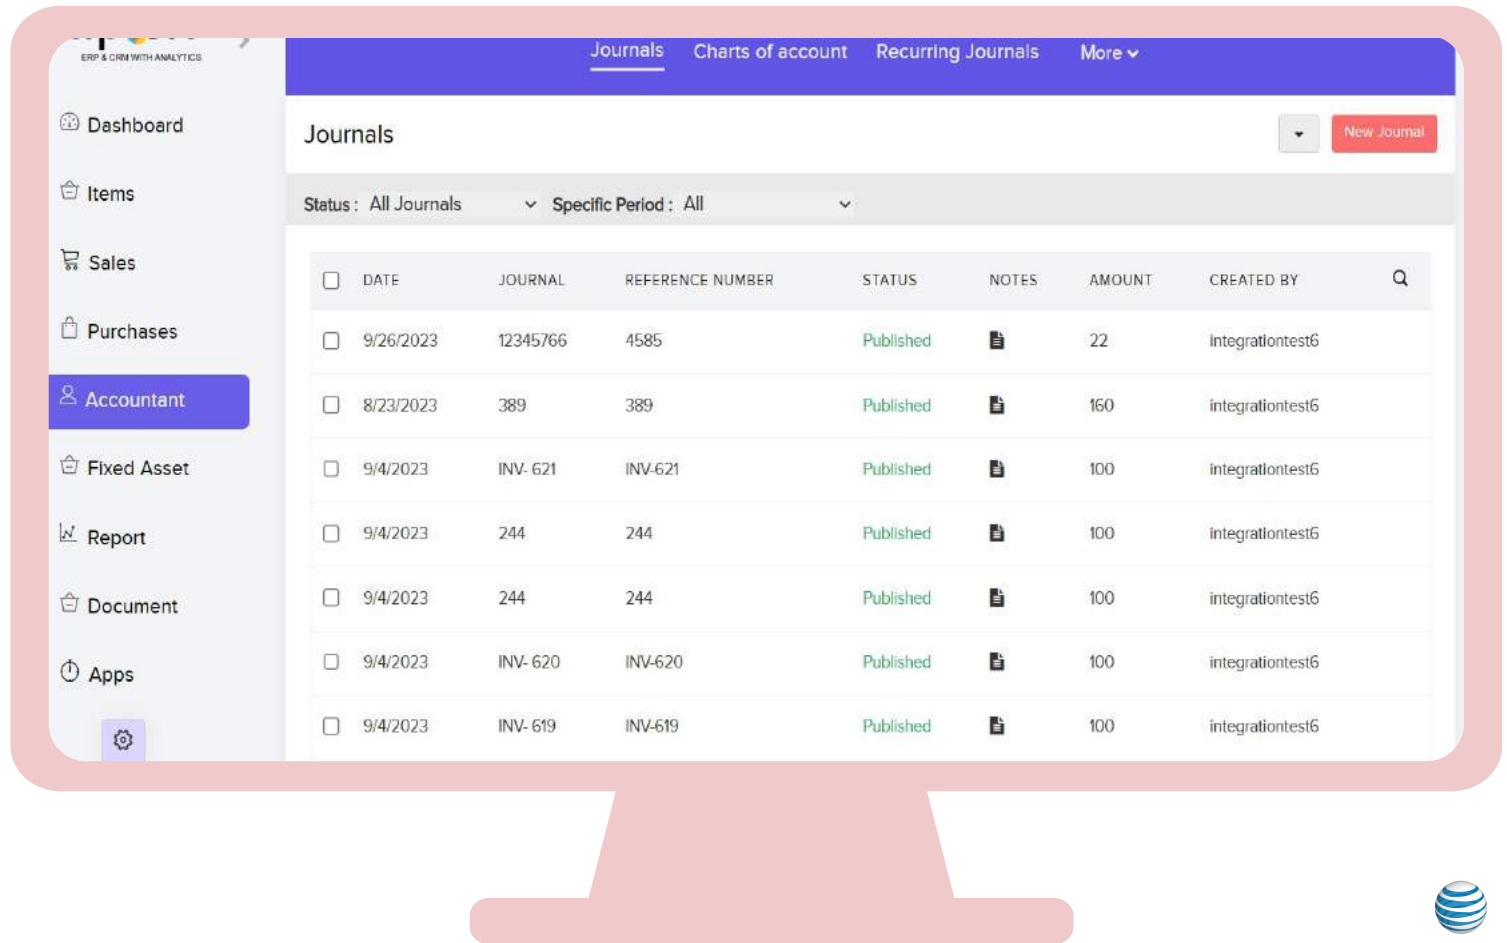 ERP & CRM WITH ANALYTICS
Journals Charts of account Recurring Journals More
Dashboard
Items
Sales
Purchases
Accountant
Fixed Asset
Report
Document
Apps
Journals
New Journal
Status : All Journals Specific Period : All
DATE JOURNAL REFERENCE NUMBER STATUS NOTES AMOUNT CREATED BY
9/26/2023 12345766 4585 Published 22 integrationtest6
8/23/2023 389 389 Published 160 integrationtest6
9/4/2023 INV- 621 INV-621 Published 100 integrationtest6
9/4/2023 244 244 Published 100 integrationtest6
9/4/2023 244 244 Published 100 integrationtest6
9/4/2023 INV- 620 INV-620 Published 100 integrationtest6
9/4/2023 INV- 619 INV-619 Published 100 integrationtest6